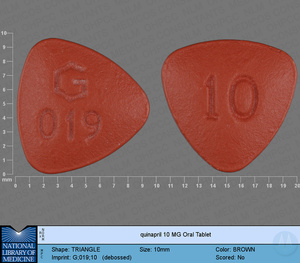 10
9
8
7
6
5
4
3
2
1
0
mm
G
019
10
0 1 2 3 4 5 6 7 8 9 10 11 12 13 14 15 16 17 18 19 20
NATIONAL
LIBRARY OF
MEDICINE
quinapril 10 MG Oral Tablet
Shape: TRIANGLE Size: 10mm Color: BROWN
Imprint: G;019;10 (debossed) Scored: No